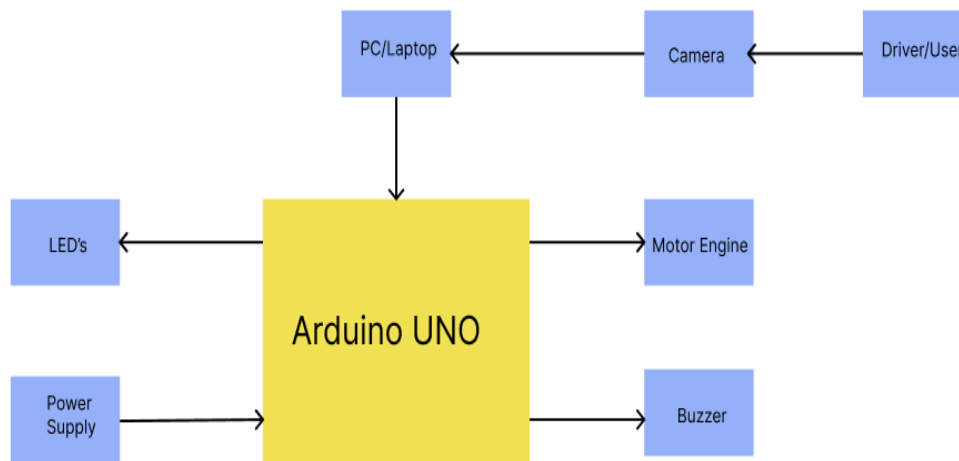 PC/Laptop
Camera
Driver/User
LED's
Motor Engine
Arduino UNO
Power
Supply
Buzzer